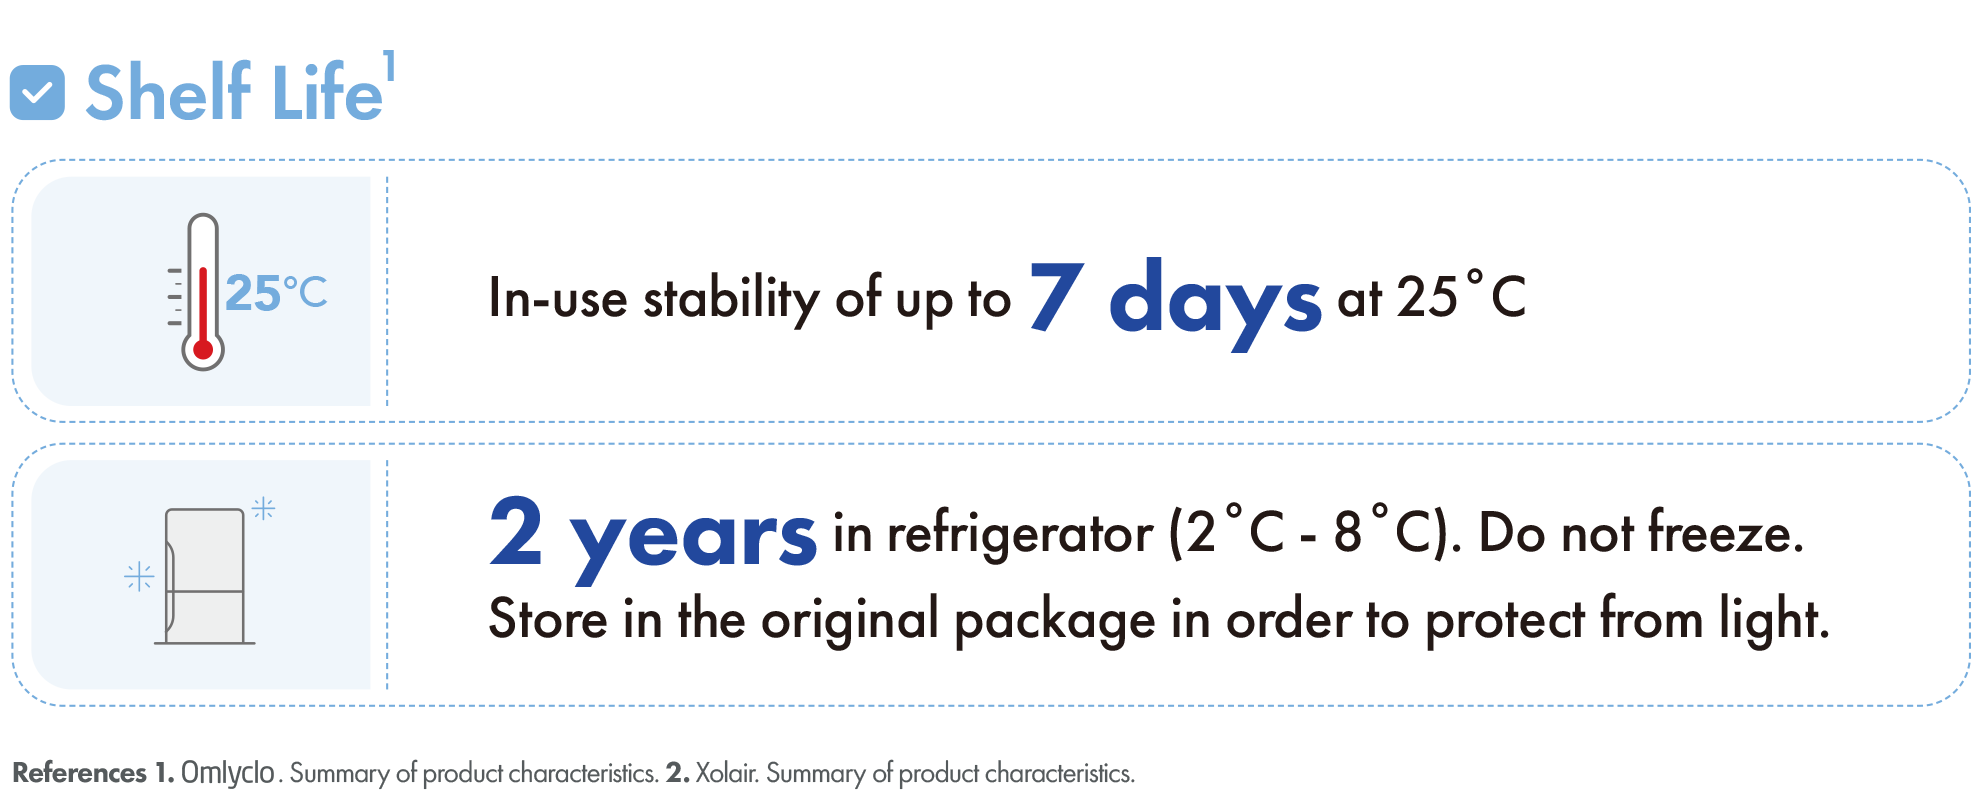 Shelf Life¹
25°C
In-use stability of up to 7 days at 25˚C
2 years in refrigerator (2˚C - 8˚C). Do not freeze.
Store in the original package in order to protect from light.
References 1. Omlyclo. Summary of product characteristics. 2. Xolair. Summary of product characteristics.